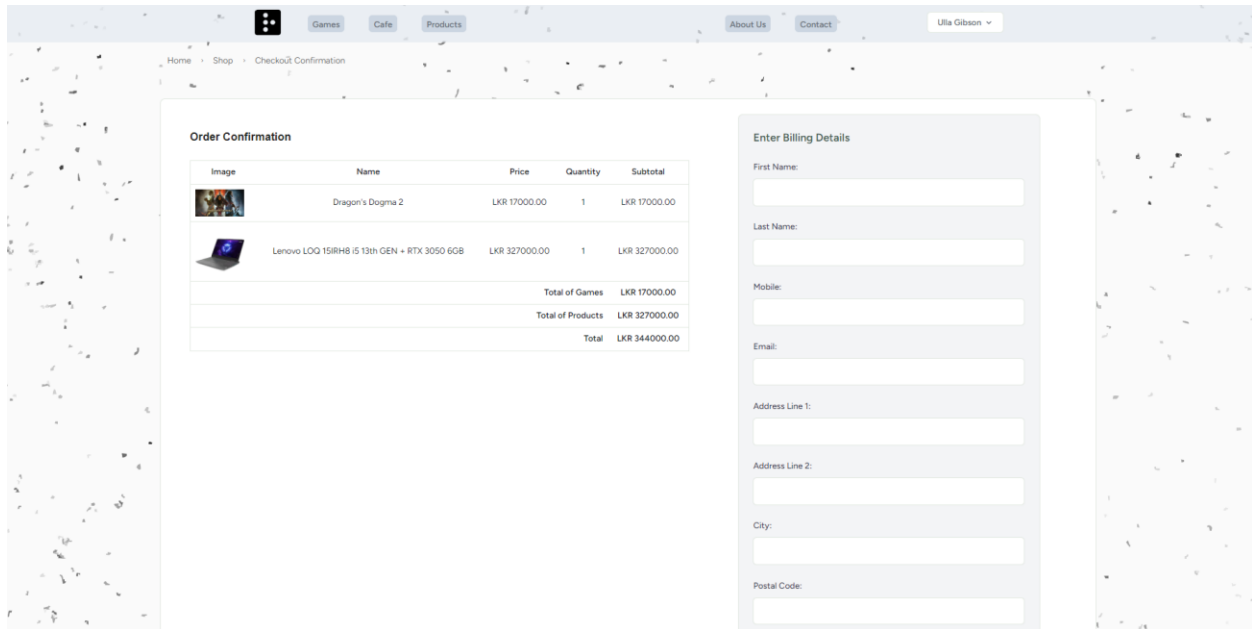 Games Cafe Products About Us Contact Ulla Gibson
Home › Shop › Checkout Confirmation
Order Confirmation
Image Name Price Quantity Subtotal
Dragon's Dogma 2 LKR 17000.00 1 LKR 17000.00
Lenovo LOQ 15IRH8 i5 13th GEN + RTX 3050 6GB LKR 327000.00 1 LKR 327000.00
Total of Games LKR 17000.00
Total of Products LKR 327000.00
Total LKR 344000.00
Enter Billing Details
First Name:
Last Name:
Mobile:
Email:
Address Line 1:
Address Line 2:
City:
Postal Code: